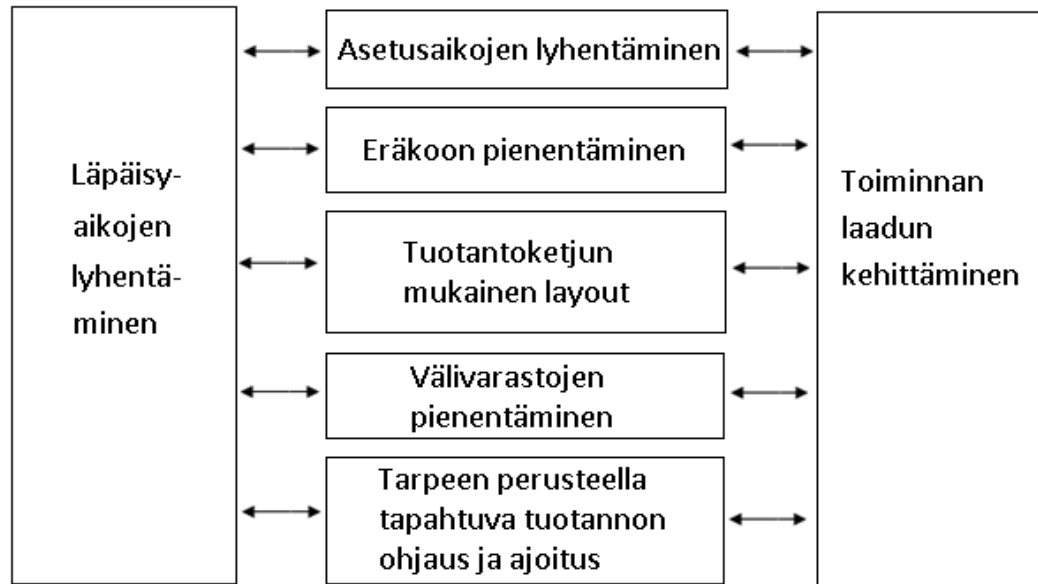 Läpäisy-
aikojen
lyhentä-
minen
Asetusaikojen lyhentäminen
Eräkoon pienentäminen
Tuotantoketjun
mukainen layout
Välivarastojen
pienentäminen
Tarpeen perusteella
tapahtuva tuotannon
ohjaus ja ajoitus
Toiminnan
laadun
kehittäminen